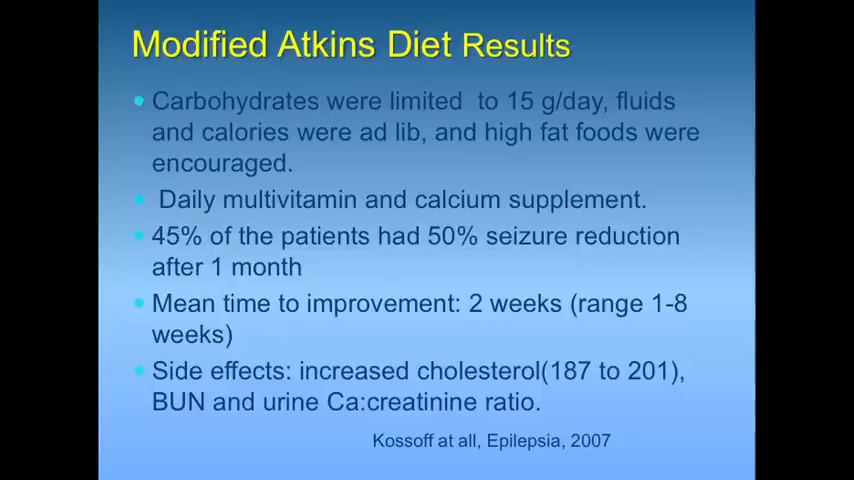 Modified Atkins Diet Results
• Carbohydrates were limited  to 15 g/day, fluids
and calories were ad lib, and high fat foods were
encouraged.
•  Daily multivitamin and calcium supplement.
• 45% of the patients had 50% seizure reduction
after 1 month
• Mean time to improvement: 2 weeks (range 1-8
weeks)
• Side effects: increased cholesterol(187 to 201),
BUN and urine Ca:creatinine ratio.
Kossoff at all, Epilepsia, 2007